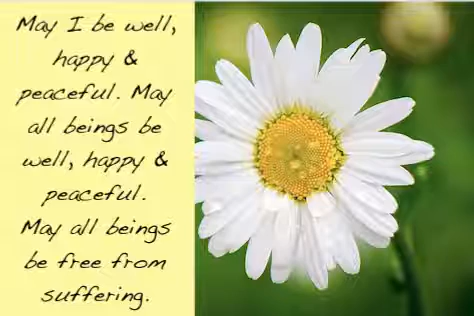 May I be well,
happy &
peaceful. May
all beings be
well, happy &
peaceful.
May all beings
be free from
suffering.